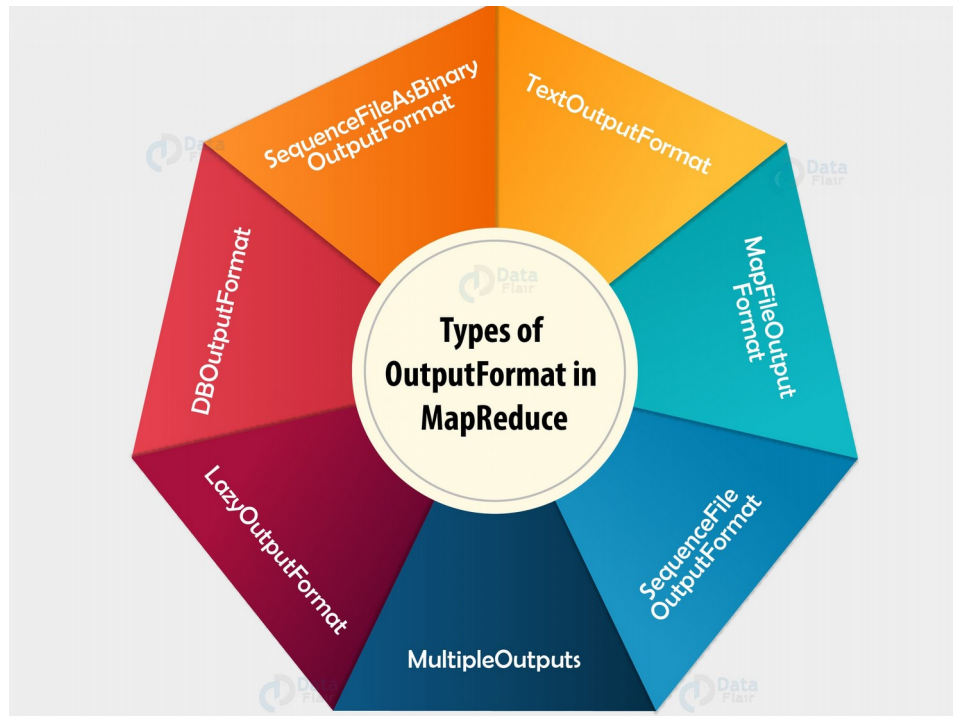 SequenceFileAsBinary
OutputFormat
TextOutputFormat
Data
Flair
Data
Flair
DBOutputFormat
MapFileOutput
Format
Data
Flair
Types of
OutputFormat in
MapReduce
LazyOutputFormat
SequenceFile
OutputFormat
MultipleOutputs
Data
Flair
Data
Flair